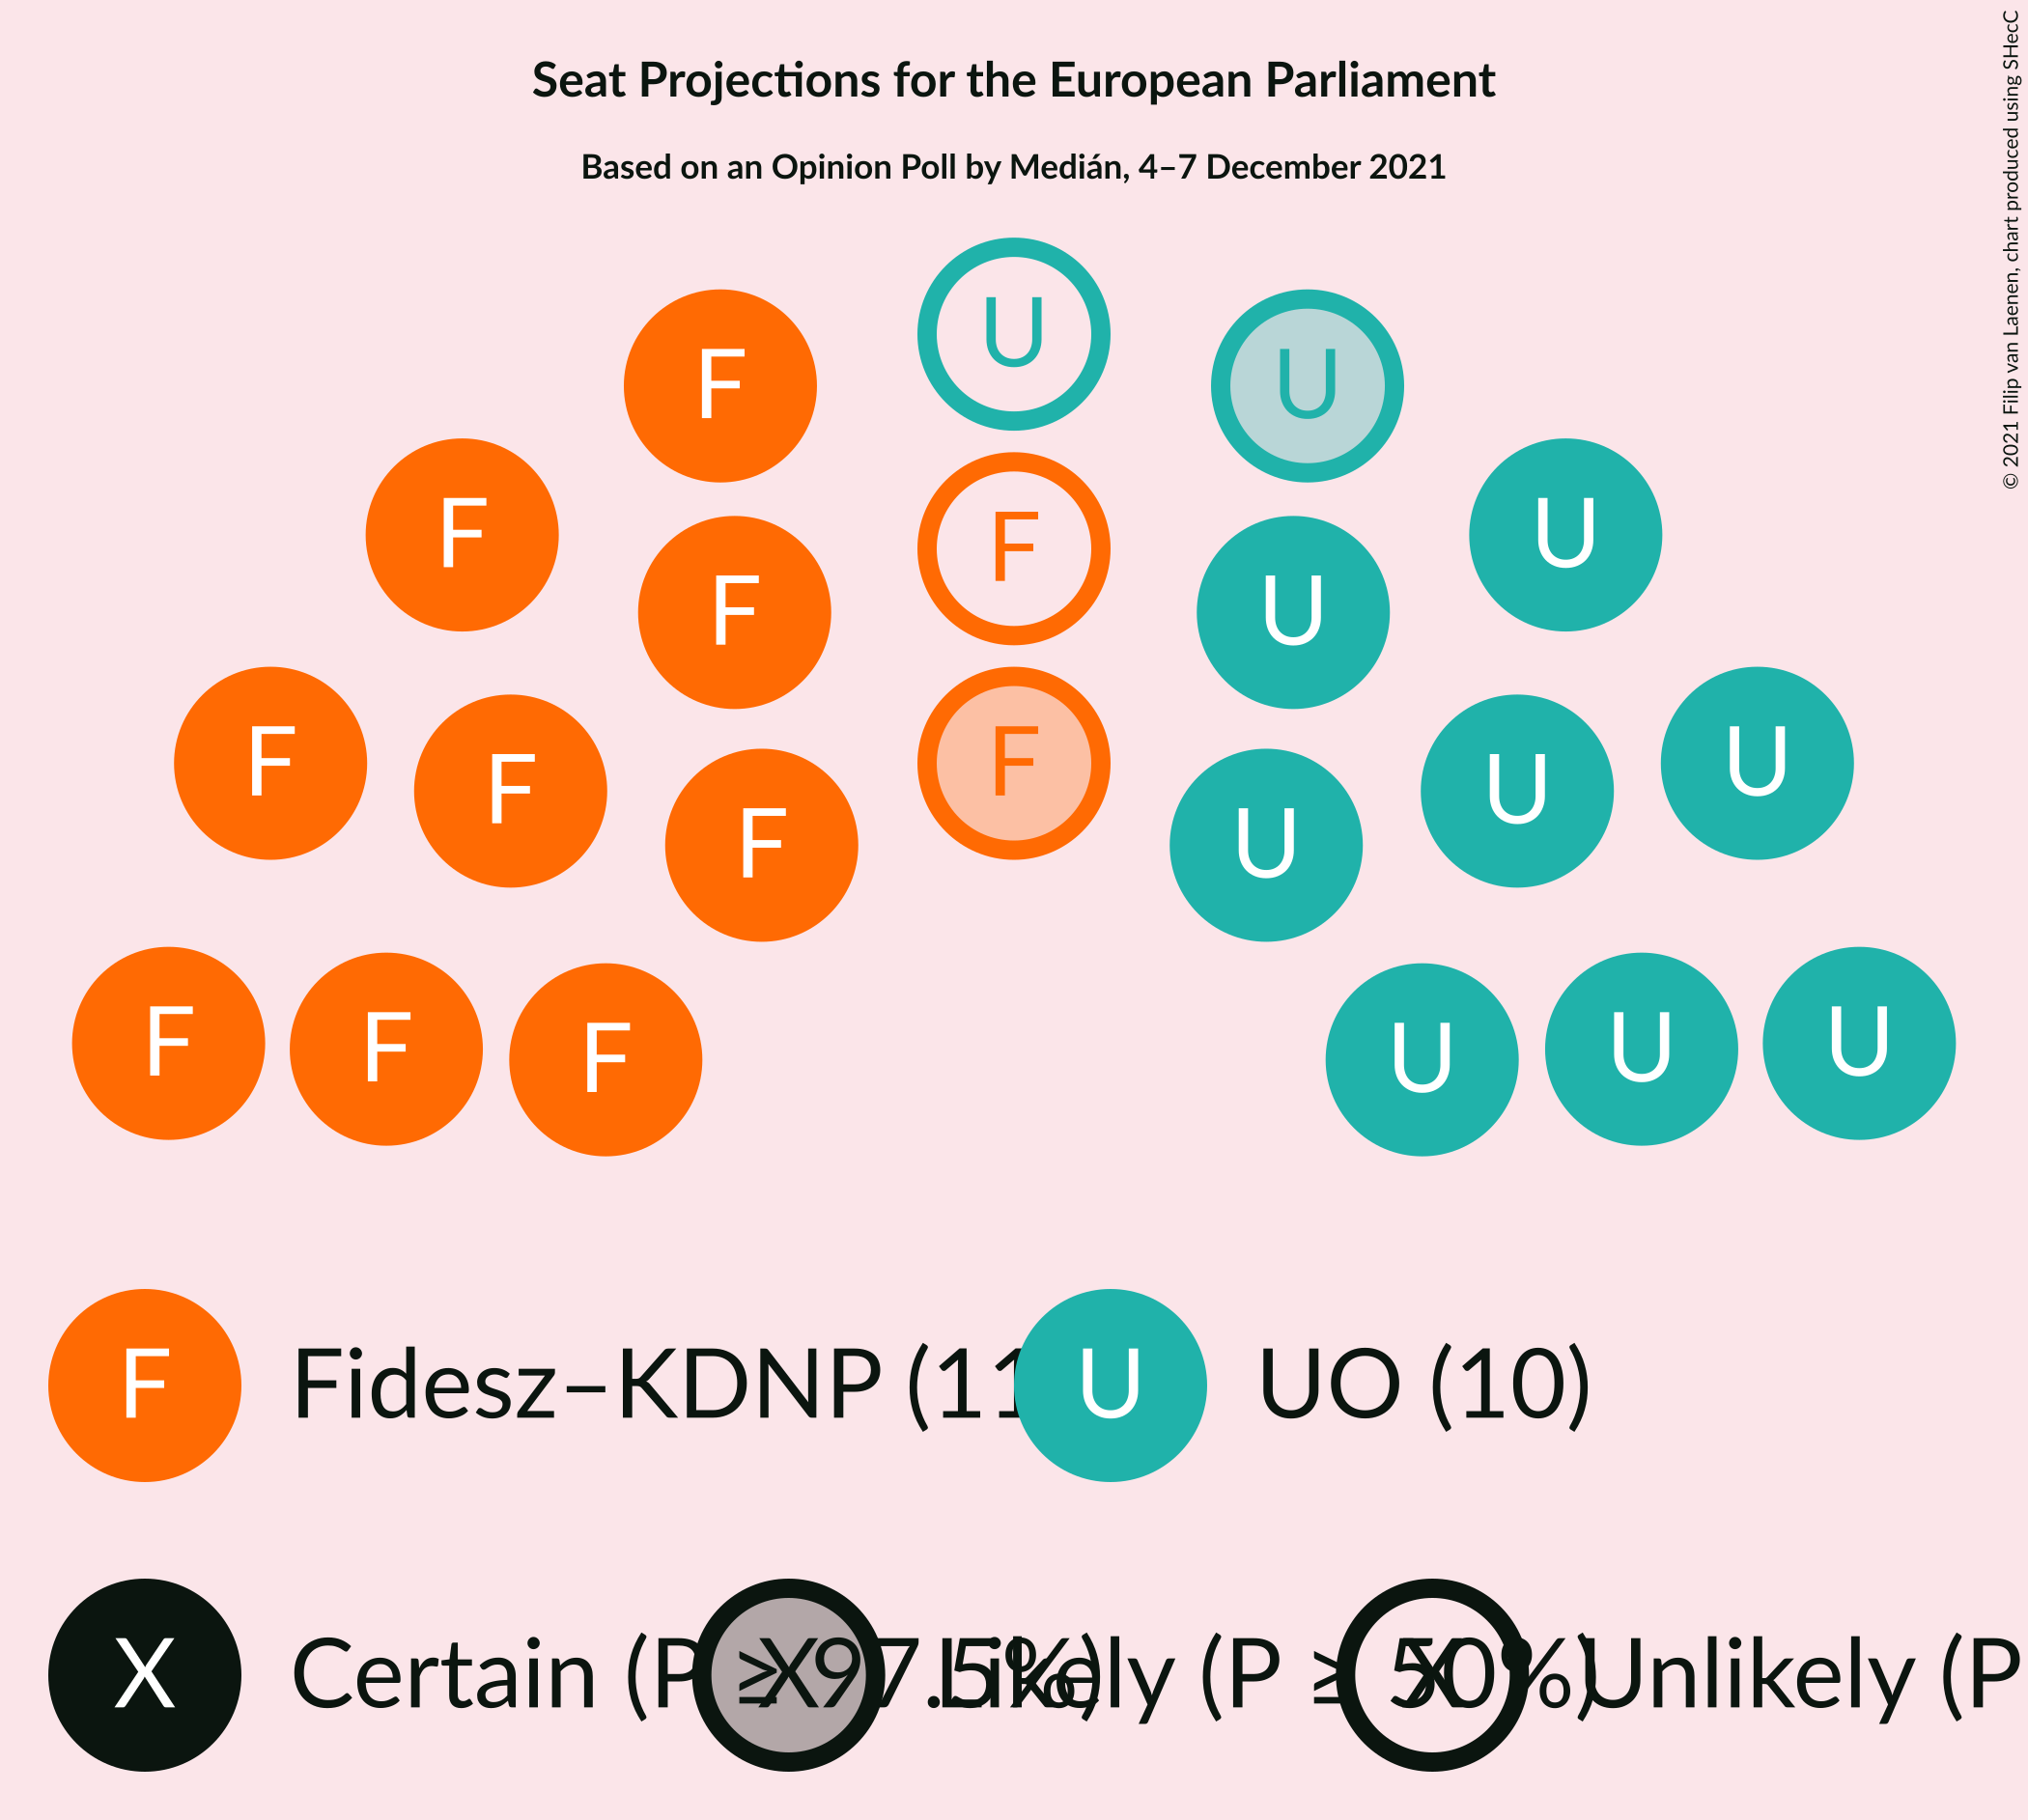 Seat Projections for the European Parliament
Based on an Opinion Poll by Medián, 4–7 December 2021
© 2021 Filip van Laenen, chart produced using SHecC
U
F U
F U
F
F U
F U
F
F U
F U
F U
F U
F U
F U
F Fidesz–KDNP (11 U UO (10)
X Certain (P ≥ 97.5%) X Likely (P ≥ 50%) X Unlikely (P